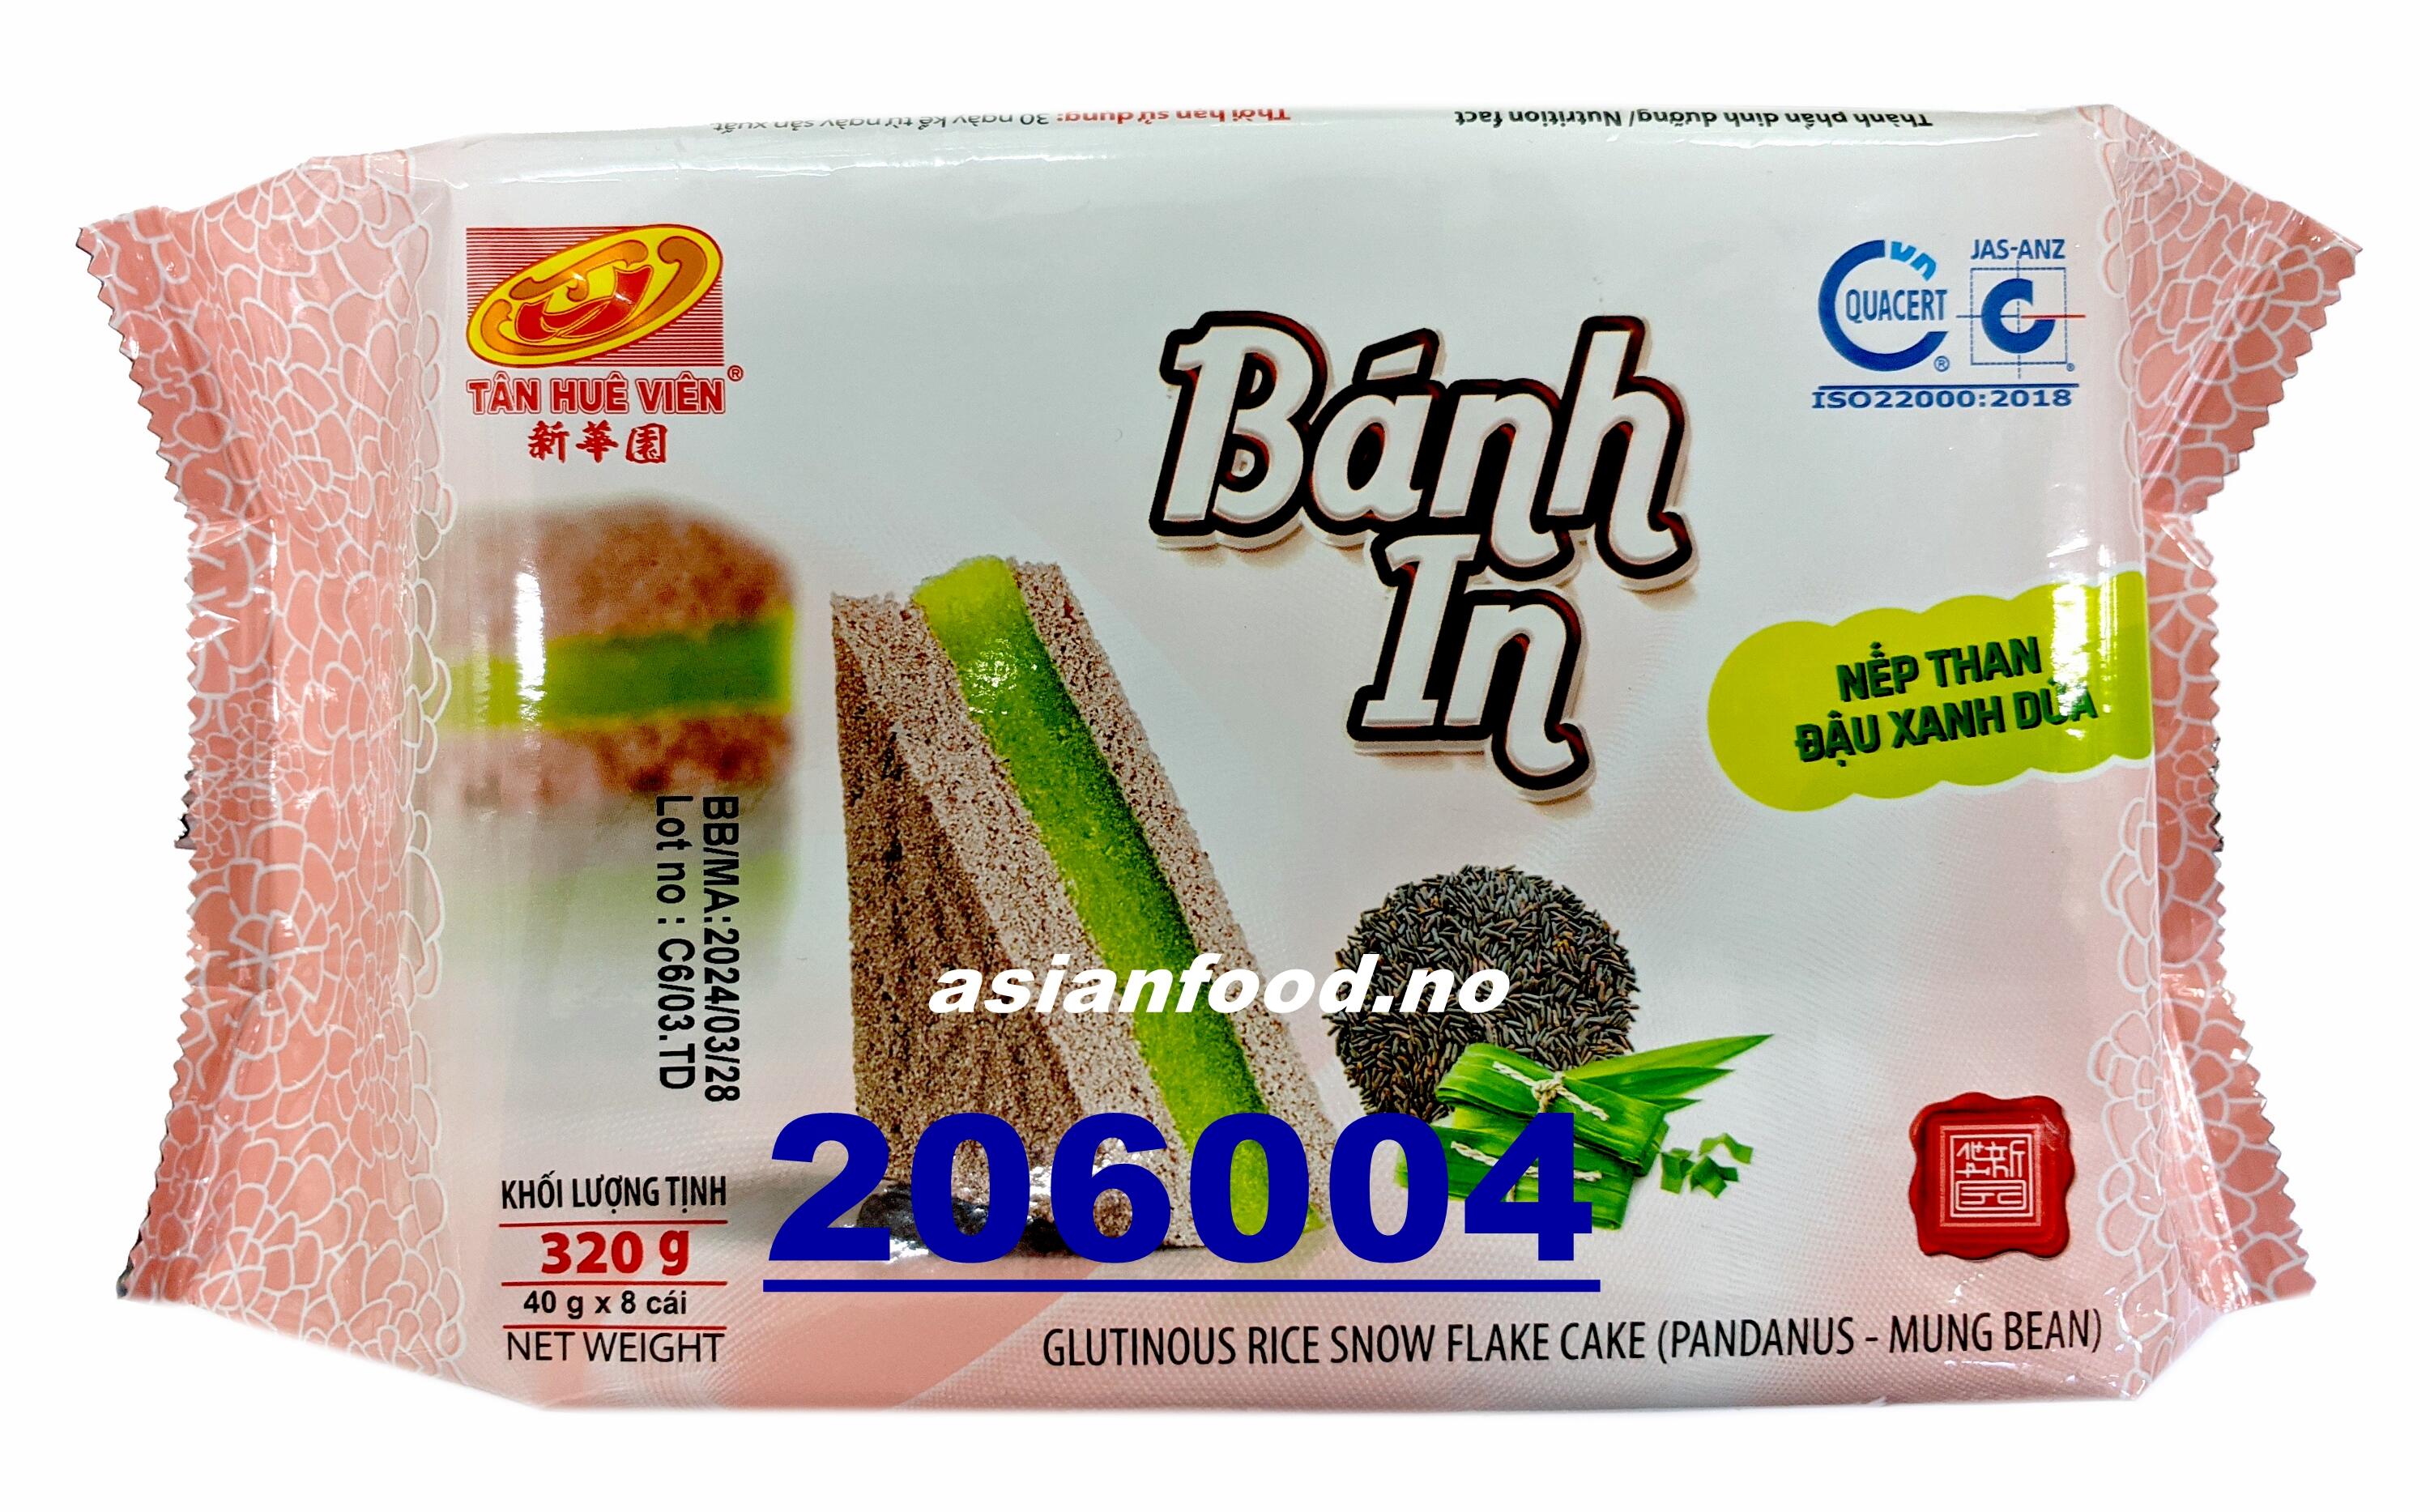 Thành phần dinh dưỡng/ Nutrition fact
Thời hạn sử dụng: 30 ngày kể từ ngày sản xuất
TÂN HUÊ VIÊN®
新華園
VN
QUACERT ®
JAS-ANZ
C
ISO22000:2018
Bánh
In
NẾP THAN
ĐẬU XANH DỨA
BB/MA:2024/03/28
Lot no : C6/03.TD
asianfood.no
206004
KHỐI LƯỢNG TỊNH
320 g
40 g x 8 cái
NET WEIGHT
GLUTINOUS RICE SNOW FLAKE CAKE (PANDANUS - MUNG BEAN)